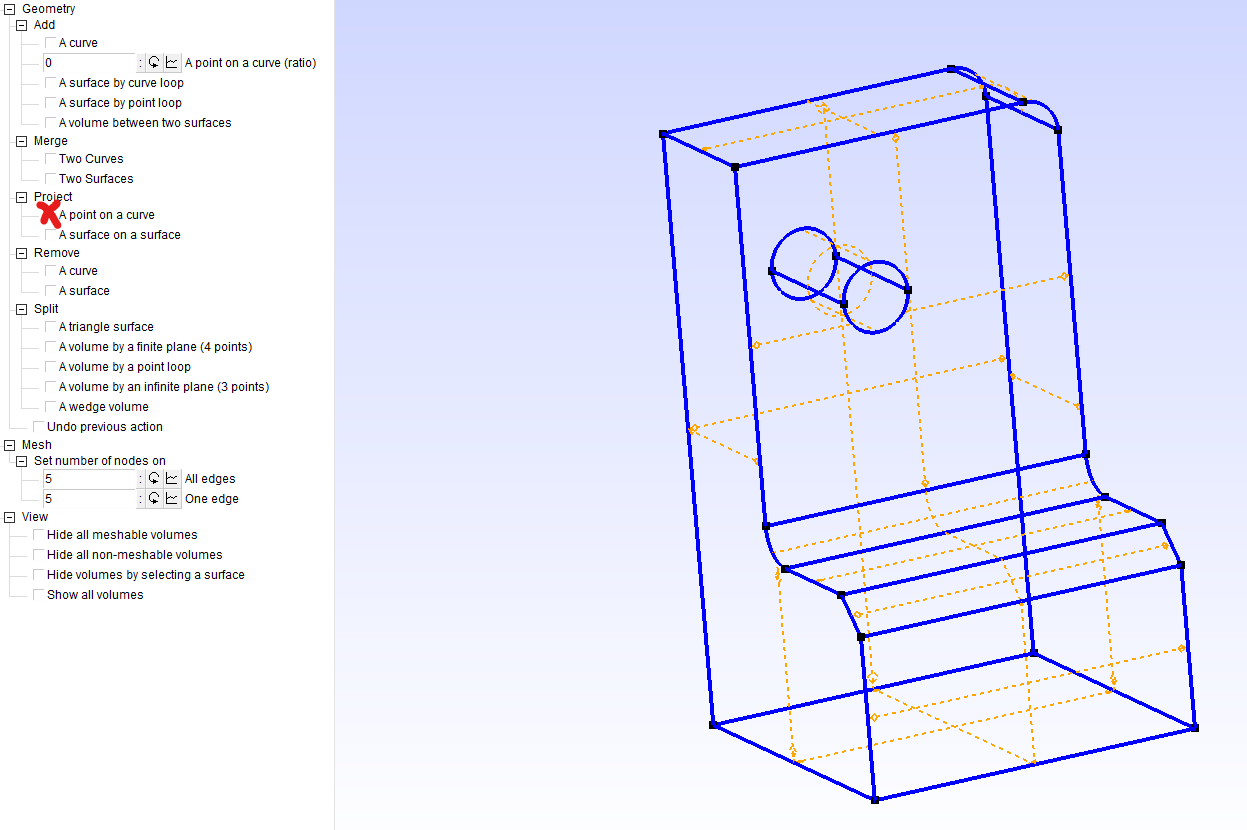 Geometry
Add
A curve
0 : A point on a curve (ratio)
A surface by curve loop
A surface by point loop
A volume between two surfaces
Merge
Two Curves
Two Surfaces
Project
A point on a curve
A surface on a surface
Remove
A curve
A surface
Split
A triangle surface
A volume by a finite plane (4 points)
A volume by a point loop
A volume by an infinite plane (3 points)
A wedge volume
Undo previous action
Mesh
Set number of nodes on
5 : All edges
5 : One edge
View
Hide all meshable volumes
Hide all non-meshable volumes
Hide volumes by selecting a surface
Show all volumes